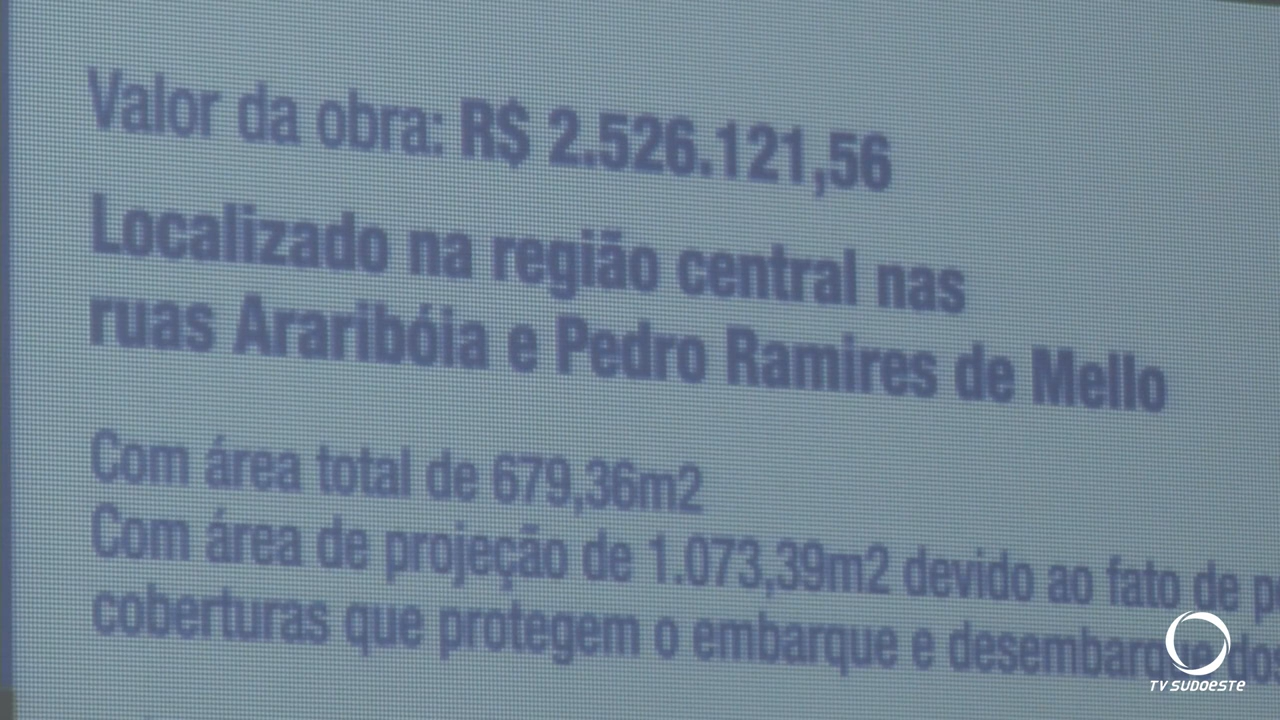 Valor da obra: R$ 2.526.121,56
Localizado na região central nas
ruas Araribóia e Pedro Ramires de Mello
Com área total de 679,36m2
Com área de projeção de 1.073,39m2 devido ao fato de
coberturas que protegem o embarque e desembarque dos
TV SUDOESTE